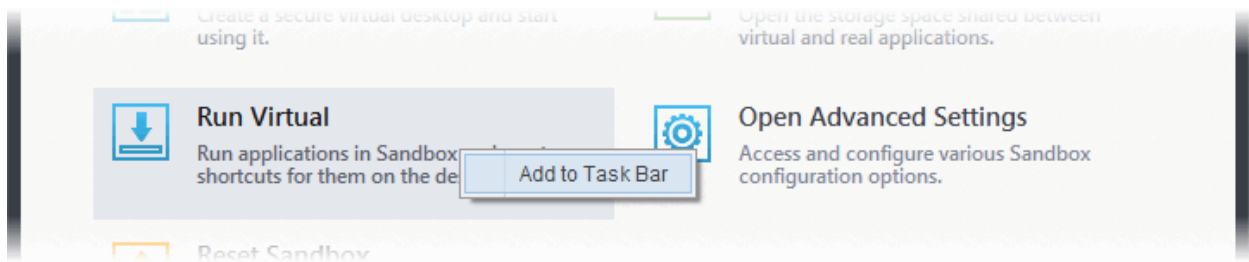 Create a secure virtual desktop and start
using it.
Open the storage space shared between
virtual and real applications.
Run Virtual
Run applications in Sandbox
shortcuts for them on the
Add to Task Bar
Open Advanced Settings
Access and configure various Sandbox
configuration options.
Reset Sandbox